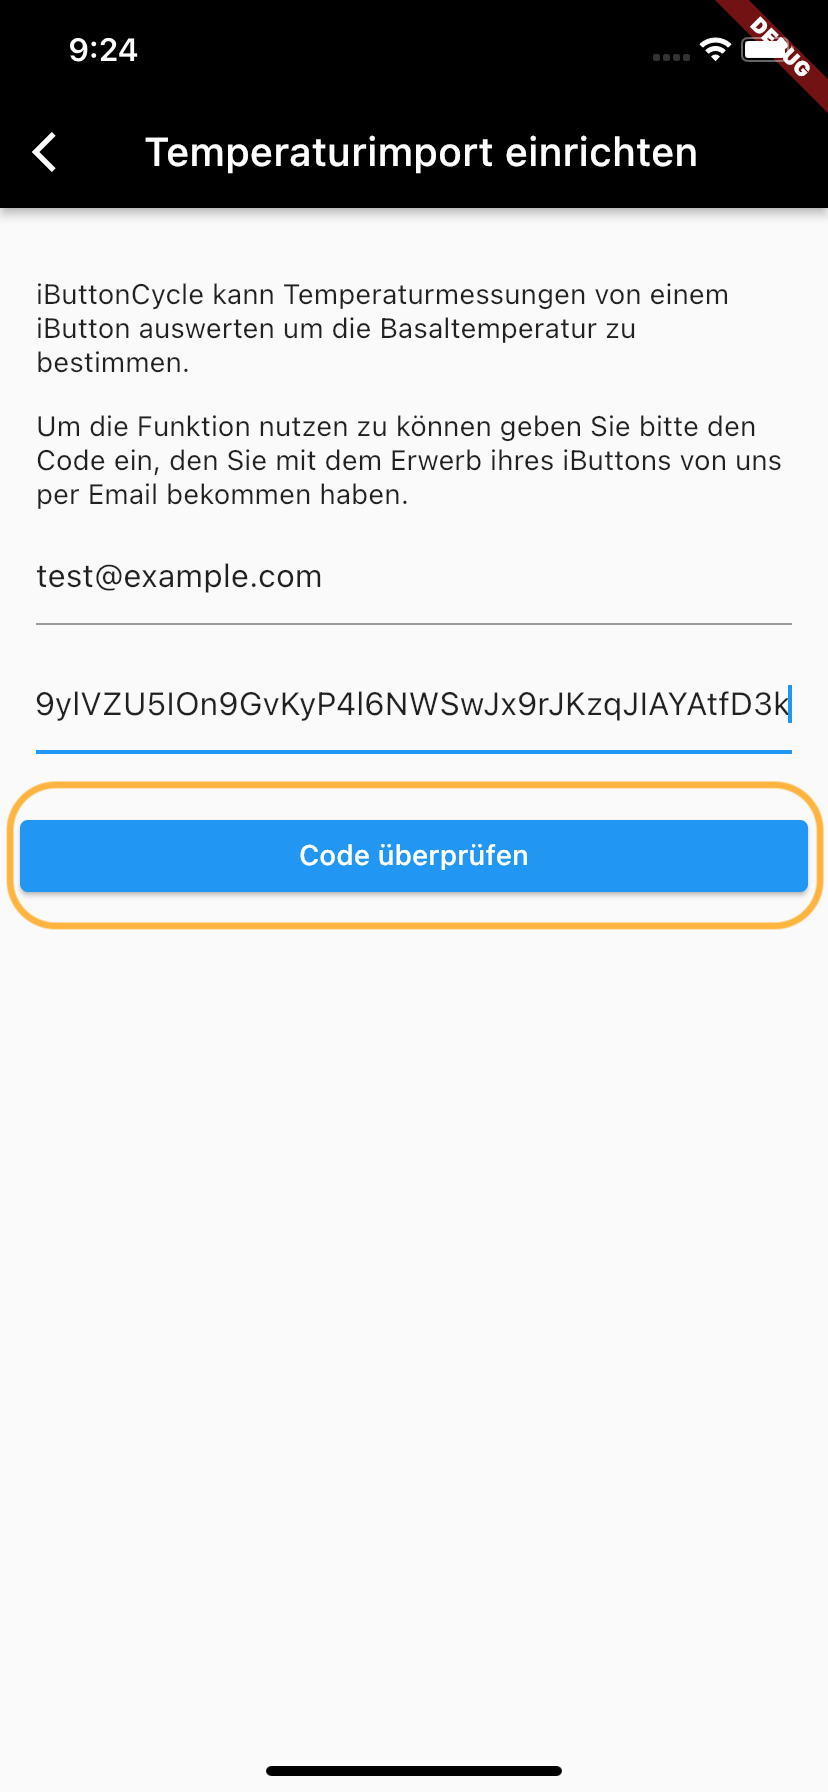 9:24
DEBUG
Temperaturimport einrichten
iButtonCycle kann Temperaturmessungen von einem
iButton auswerten um die Basaltemperatur zu
bestimmen.
Um die Funktion nutzen zu können geben Sie bitte den
Code ein, den Sie mit dem Erwerb ihres iButtons von uns
per Email bekommen haben.
test@example.com
9ylVZU5IOn9GvKyP4l6NWSwJx9rJKzqJIAYAtfD3k
Code überprüfen